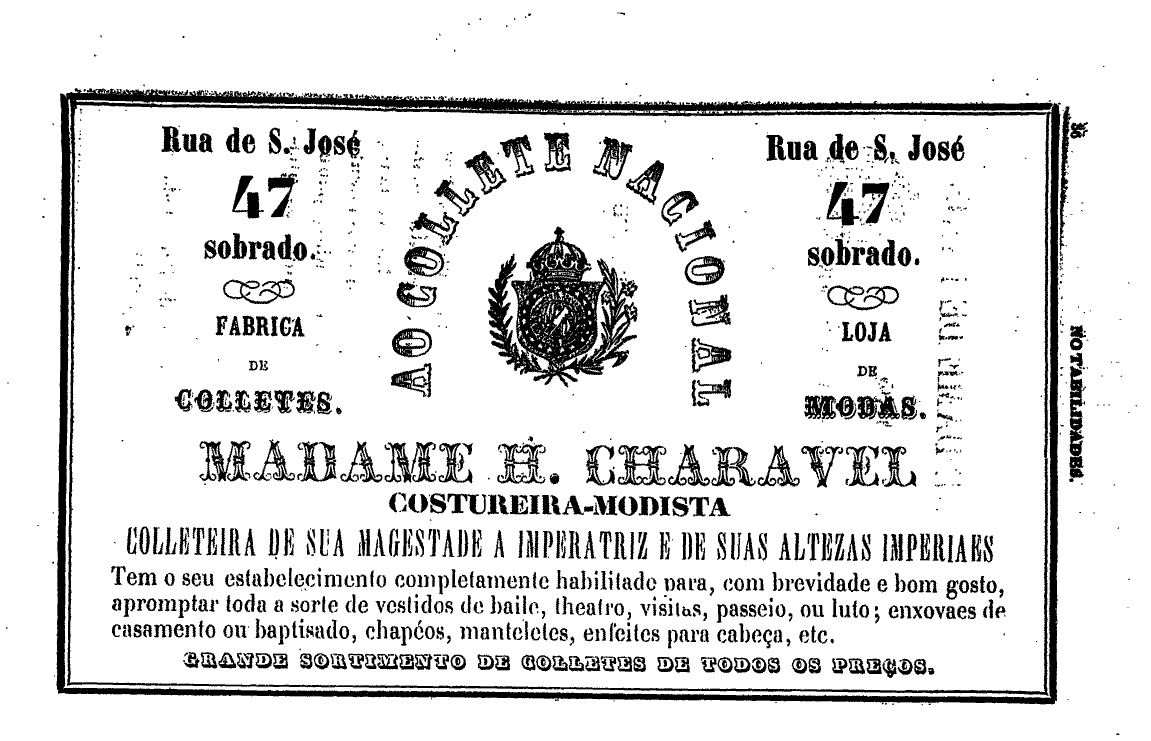 Rua de S. José
47
sobrado.
FABRICA
DE
COLLETES.
AO COLLETE NACIONAL
Rua de S. José
47
sobrado.
LOJA
DE
MODAS.
MADAME H. CHARAVEL
COSTUREIRA-MODISTA
COLLETEIRA DE SUA MAGESTADE A IMPERATRIZ E DE SUAS ALTEZAS IMPERIAES
Tem o seu estabelecimento completamente habilitado para, com brevidade e bom gosto,
apromptar toda a sorte de vestidos de baile, theatro, visitas, passeio, ou luto; enxovaes de
casamento ou baptisado, chapéos, manteletes, enfeites para cabeça, etc.
GRANDE SORTIMENTO DE COLLETES DE TODOS OS PREÇOS.
NOTABILIDADES.